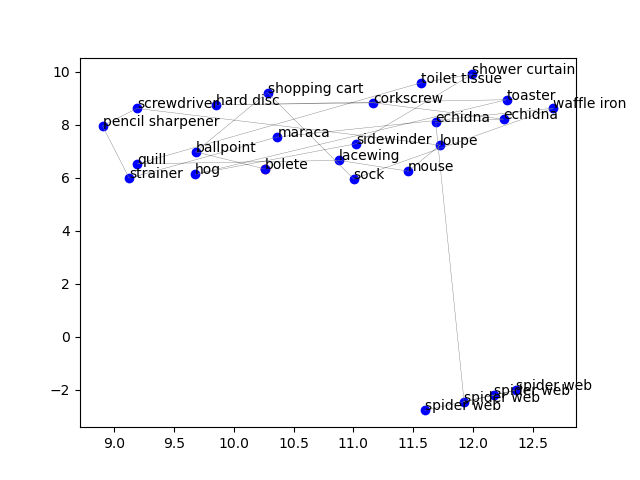 shower curtain
toilet tissue
shopping cart
toaster
corkscrew
hard disc
screwdriver
waffle iron
echidna
echidna
pencil sharpener
maraca
sidewinder
loupe
ballpoint
lacewing
quill
bolete
mouse
hog
strainer
sock
spider web
spider web
spider web
spider web
10
8
6
4
2
0
−2
9.0 9.5 10.0 10.5 11.0 11.5 12.0 12.5